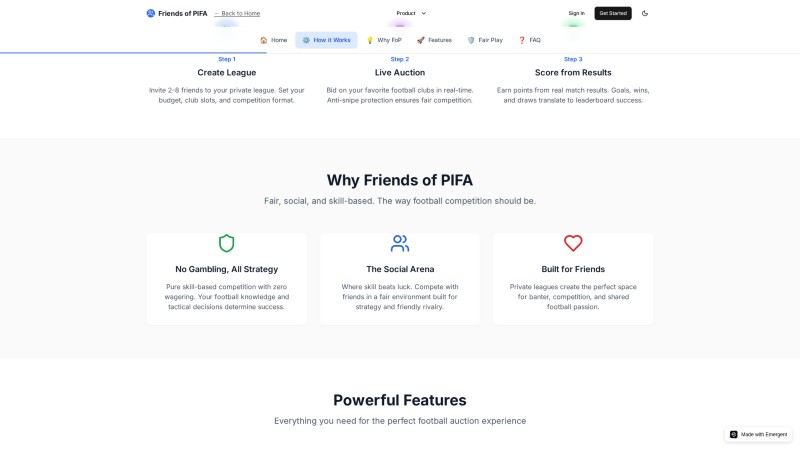 Friends of PIFA
← Back to Home
Product
Sign In
Get Started
Home
How it Works
Why FoP
Features
Fair Play
FAQ
Step 1
Create League
Invite 2-8 friends to your private league. Set your
budget, club slots, and competition format.
Step 2
Live Auction
Bid on your favorite football clubs in real-time.
Anti-snipe protection ensures fair competition.
Step 3
Score from Results
Earn points from real match results. Goals, wins,
and draws translate to leaderboard success.
Why Friends of PIFA
Fair, social, and skill-based. The way football competition should be.
No Gambling, All Strategy
Pure skill-based competition with zero
wagering. Your football knowledge and
tactical decisions determine success.
The Social Arena
Where skill beats luck. Compete with
friends in a fair environment built for
strategy and friendly rivalry.
Built for Friends
Private leagues create the perfect space
for banter, competition, and shared
football passion.
Powerful Features
Everything you need for the perfect football auction experience
Made with Emergent